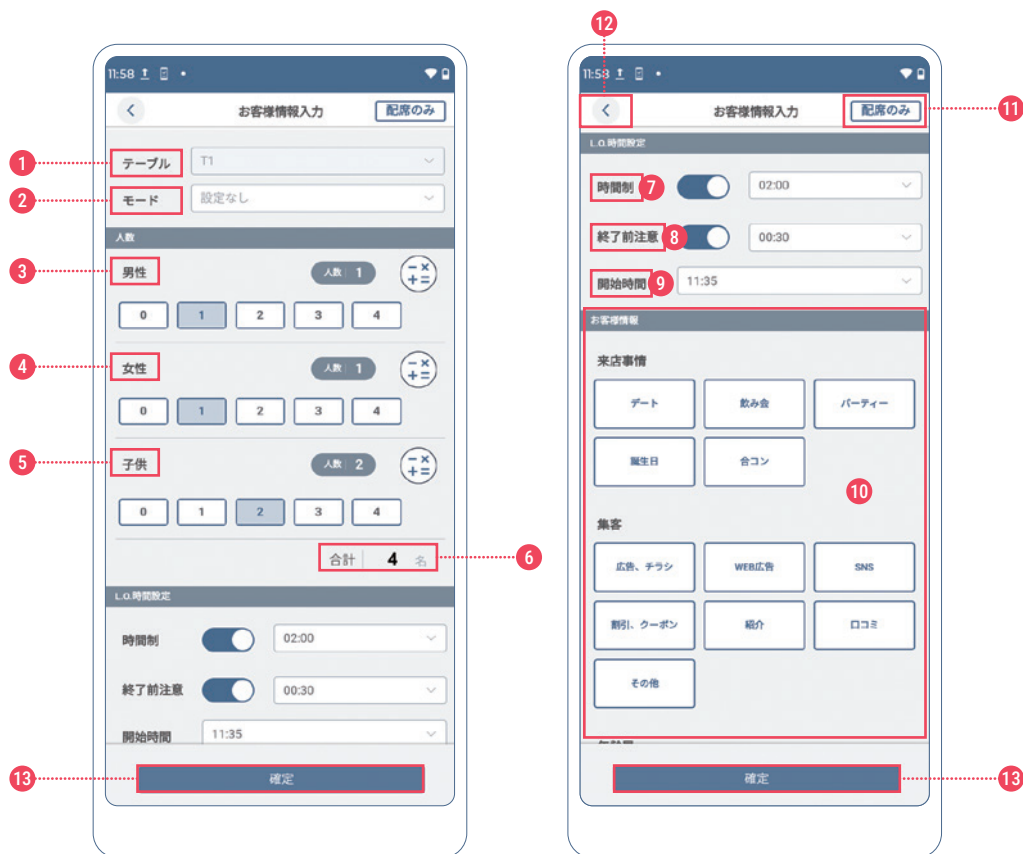 12
11:58
お客様情報入力
配席のみ
1
テーブル
T1
2
モード
設定なし
人数
3
男性
人数 1
0 1 2 3 4
4
女性
人数 1
0 1 2 3 4
5
子供
人数 2
0 1 2 3 4
合計 4 名
6
L.O.時間設定
時間制
02:00
終了前注意
00:30
開始時間
11:35
13
確定
11:58
お客様情報入力
配席のみ
11
L.O.時間設定
時間制
7
02:00
終了前注意
8
00:30
開始時間
9
11:35
お客様情報
来店事情
デート 飲み会 パーティー
誕生日 合コン
10
集客
広告、チラシ WEB広告 SNS
割引、クーポン 紹介 口コミ
その他
確定
13